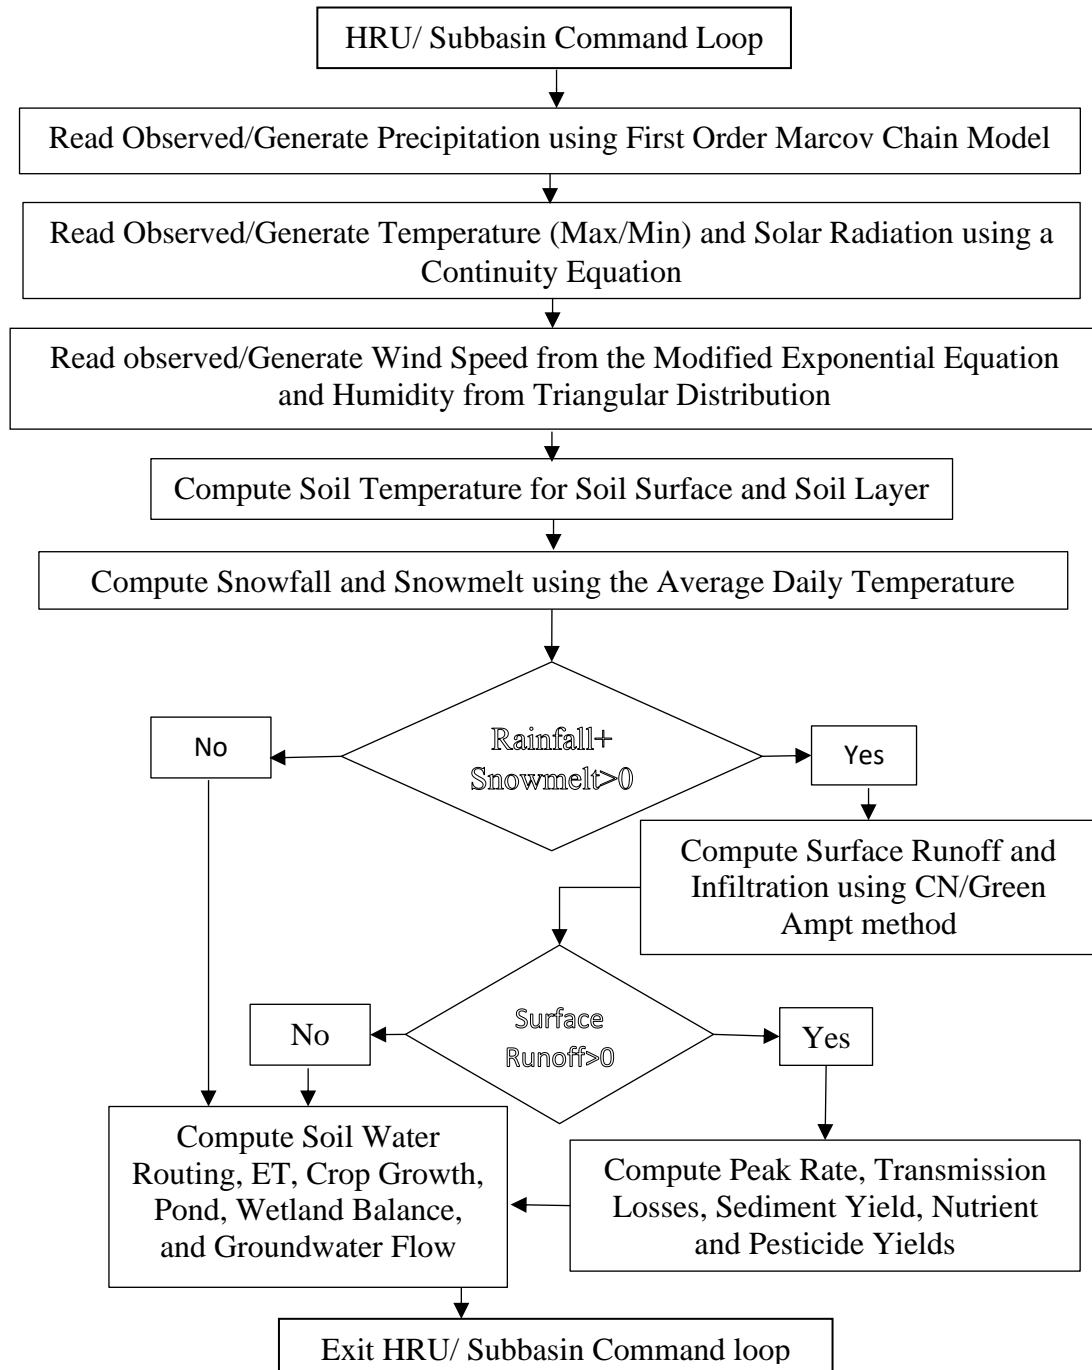 HRU/ Subbasin Command Loop
Read Observed/Generate Precipitation using First Order Marcov Chain Model
Read Observed/Generate Temperature (Max/Min) and Solar Radiation using a
Continuity Equation
Read observed/Generate Wind Speed from the Modified Exponential Equation
and Humidity from Triangular Distribution
Compute Soil Temperature for Soil Surface and Soil Layer
Compute Snowfall and Snowmelt using the Average Daily Temperature
Rainfall+
Snowmelt>0
No
Yes
Compute Surface Runoff and
Infiltration using CN/Green
Ampt method
Surface
Runoff>0
No
Yes
Compute Soil Water
Routing, ET, Crop Growth,
Pond, Wetland Balance,
and Groundwater Flow
Compute Peak Rate, Transmission
Losses, Sediment Yield, Nutrient
and Pesticide Yields
Exit HRU/ Subbasin Command loop